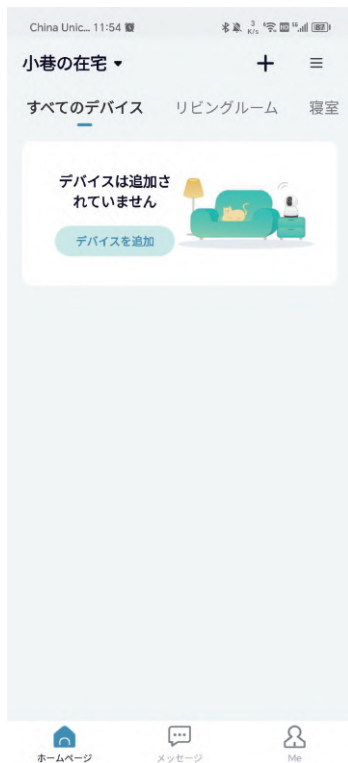 China Unic... 11:54
3
K/s
小巷の在宅
すべてのデバイス リビングルーム 寝室
デバイスは追加さ
れていません
デバイスを追加
ホームページ メッセージ Me